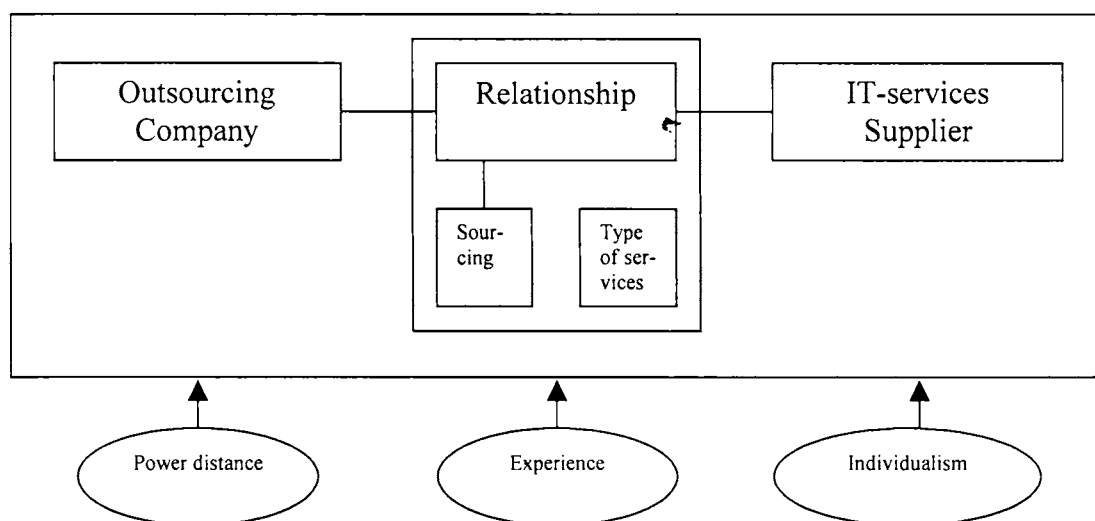 Outsourcing
Company
Relationship
IT-services
Supplier
Sour-
cing
Type
of ser-
vices
Power distance
Experience
Individualism